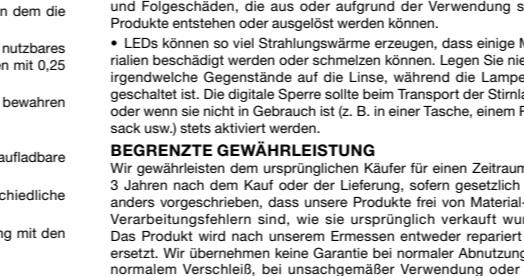 n dem die
nutzbares
n mit 0,25
bewahren
aufladbare
chiedliche
ng mit den
und Folgeschäden, die aus oder aufgrund der Verwendung s
Produkte entstehen oder ausgelöst werden können.
• LEDs können so viel Strahlungswärme erzeugen, dass einige M
rialien beschädigt werden oder schmelzen können. Legen Sie nie
irgendwelche Gegenstände auf die Linse, während die Lampe
geschaltet ist. Die digitale Sperre sollte beim Transport der Stirnla
oder wenn sie nicht in Gebrauch ist (z. B. in einer Tasche, einem F
sack usw.) stets aktiviert werden.
BEGRENZTE GEWÄHRLEISTUNG
Wir gewährleisten dem ursprünglichen Käufer für einen Zeitraum
3 Jahren nach dem Kauf oder der Lieferung, sofern gesetzlich
anders vorgeschrieben, dass unsere Produkte frei von Material-
Verarbeitungsfehlern sind, wie sie ursprünglich verkauft wur
Das Produkt wird nach unserem Ermessen entweder repariert
ersetzt. Wir übernehmen keine Garantie bei normaler Abnutzung
normalem Verschleiß, bei unsachgemäßer Verwendung oder